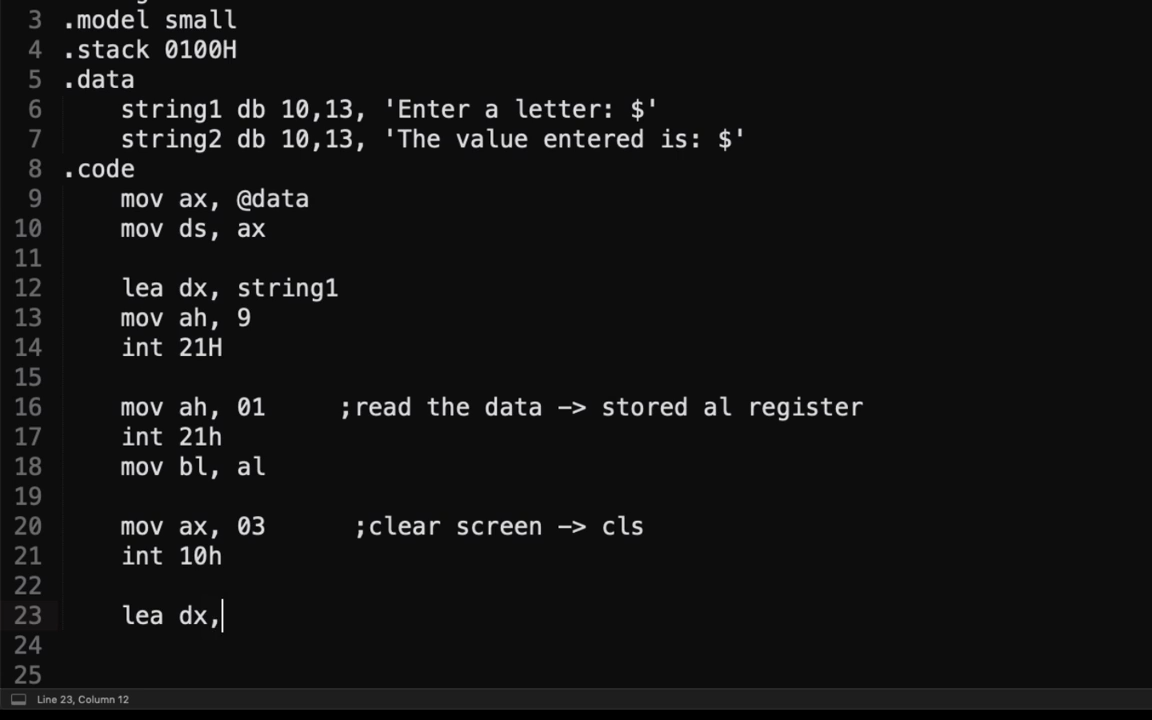 3 .model small
4 .stack 0100H
5 .data
6 string1 db 10,13, 'Enter a letter: $'
7 string2 db 10,13, 'The value entered is: $'
8 .code
9 mov ax, @data
10 mov ds, ax
11
12 lea dx, string1
13 mov ah, 9
14 int 21H
15
16 mov ah, 01 ;read the data -> stored al register
17 int 21h
18 mov bl, al
19
20 mov ax, 03 ;clear screen -> cls
21 int 10h
22
23 lea dx,
24
25
Line 23, Column 12